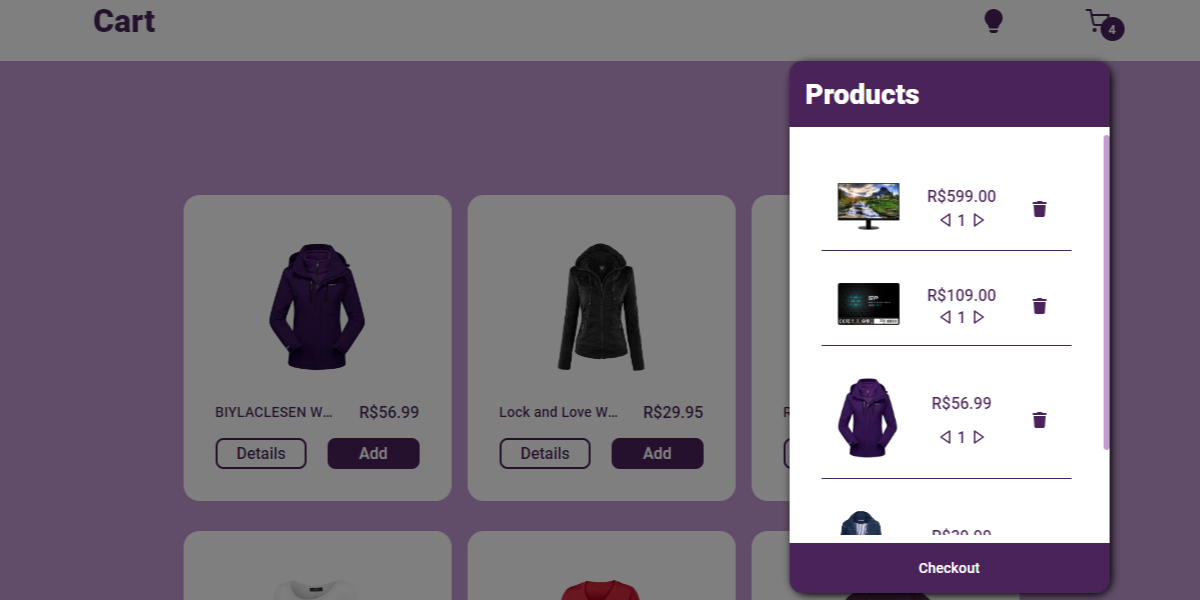 Cart
4
Products
R$599.00
1
R$109.00
1
SP
R$56.99
1
Checkout
BIYLACLESEN W...
R$56.99
Details
Add
Lock and Love W...
R$29.95
Details
Add